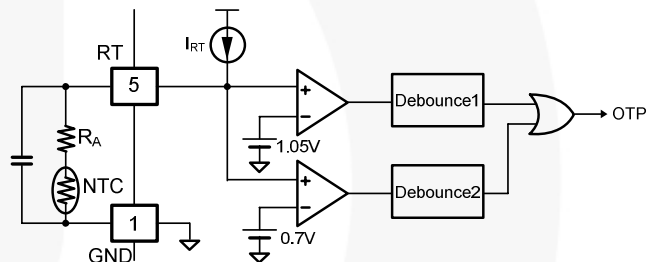 I_RT
RT
5
+
−
Debounce1
OTP
R_A
1.05V
NTC
+
−
Debounce2
1
0.7V
GND